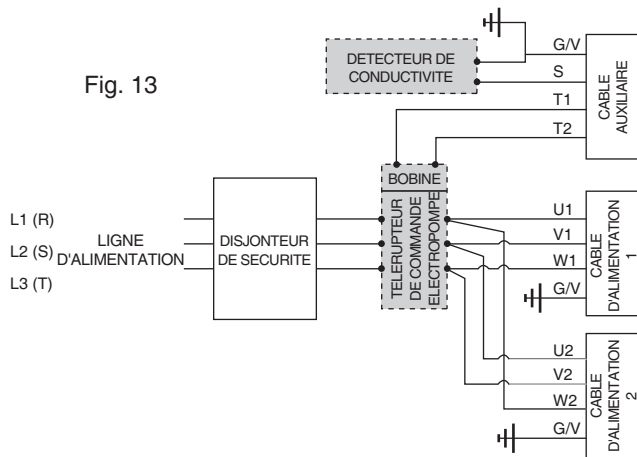 Fig. 13
DETECTEUR DE
CONDUCTIVITE
G/V
S
T1
T2
CABLE
AUXILIAIRE
BOBINE
TELERUPTEUR
DE COMMANDE
ELECTROPOMPE
L1 (R)
L2 (S)
L3 (T)
LIGNE
D'ALIMENTATION
DISJONTEUR
DE SECURITE
U1
V1
W1
G/V
CABLE
D'ALIMENTATION
1
U2
V2
W2
G/V
CABLE
D'ALIMENTATION
2